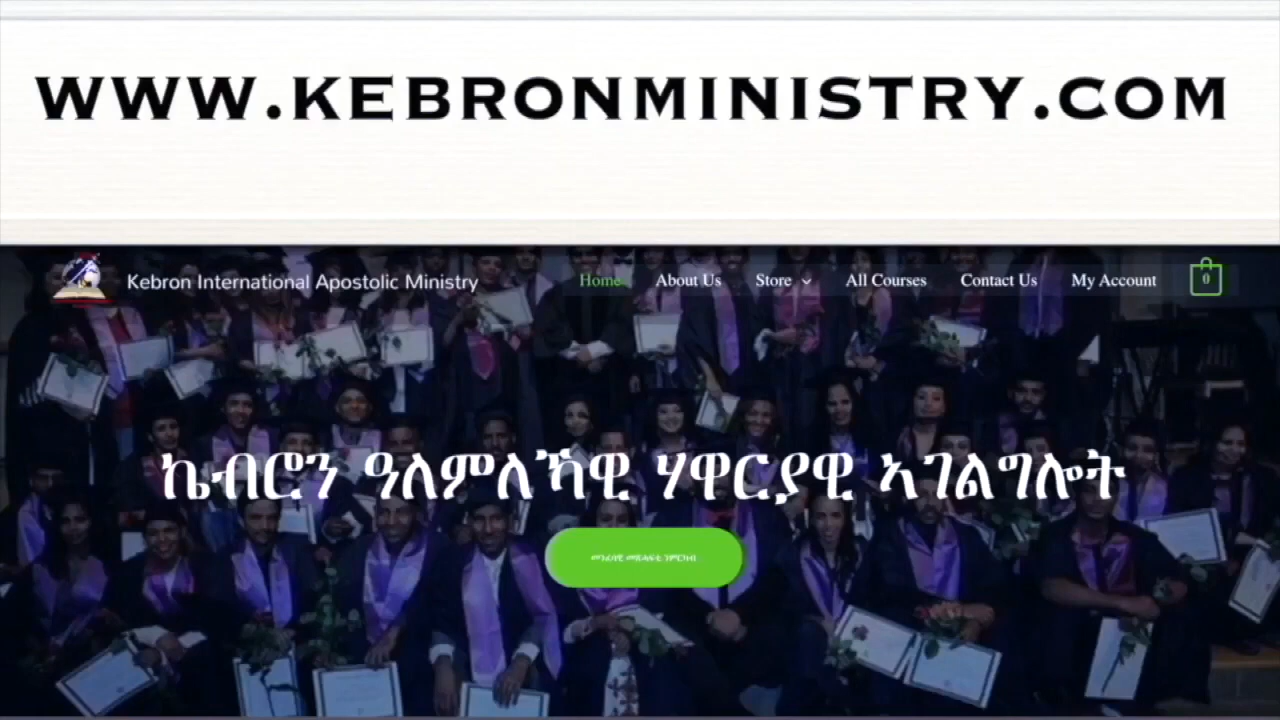 WWW.KEBRONMINISTRY.COM
Kebron International Apostolic Ministry
Home About Us Store All Courses Contact Us My Account 0
ኬብሮን ዓለምለኻዊ ሃዋርያዊ ኣገልግሎት